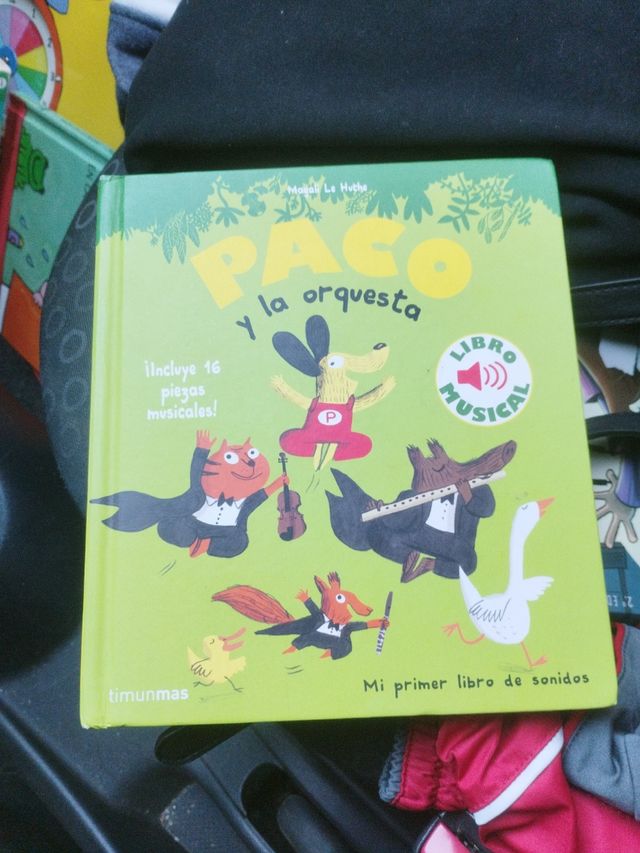 Magali Le Huche
PACO
y la orquesta
¡Incluye 16
piezas
musicales!
LIBRO
MUSICAL
P
timunmas
Mi primer libro de sonidos